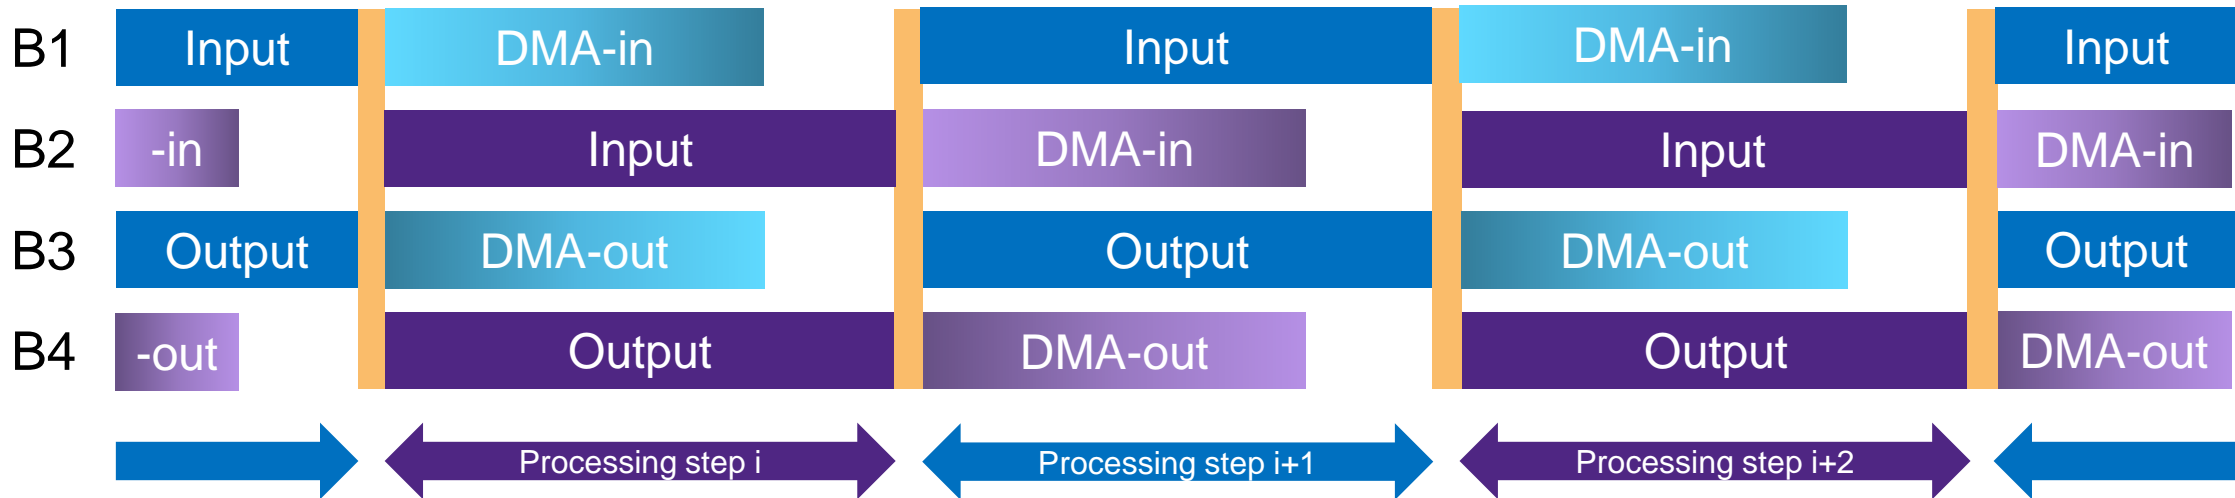 B1 Input DMA-in Input DMA-in Input
B2 -in Input DMA-in Input DMA-in
B3 Output DMA-out Output DMA-out Output
B4 -out Output DMA-out Output DMA-out
Processing step i Processing step i+1 Processing step i+2